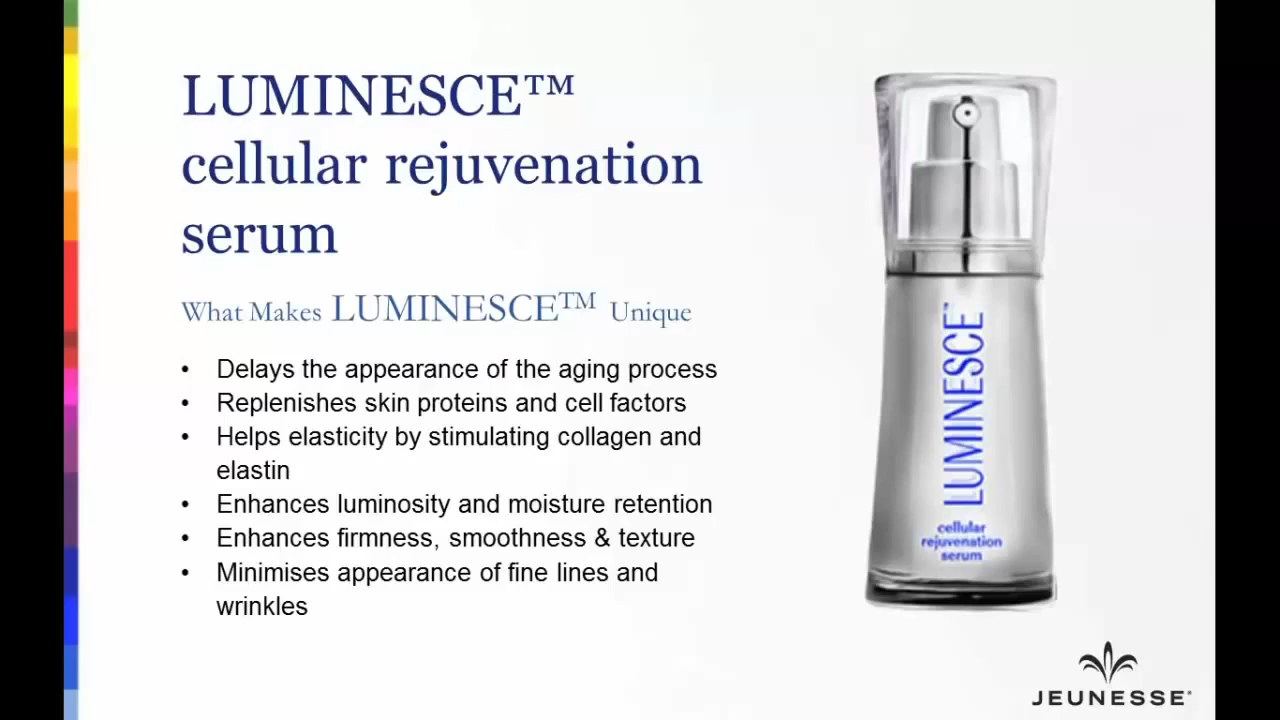 LUMINESCE™
cellular rejuvenation
serum
What Makes LUMINESCE™ Unique
• Delays the appearance of the aging process
• Replenishes skin proteins and cell factors
• Helps elasticity by stimulating collagen and
elastin
• Enhances luminosity and moisture retention
• Enhances firmness, smoothness & texture
• Minimises appearance of fine lines and
wrinkles
LUMINESCE™
cellular
rejuvenation
serum
JEUNESSE®